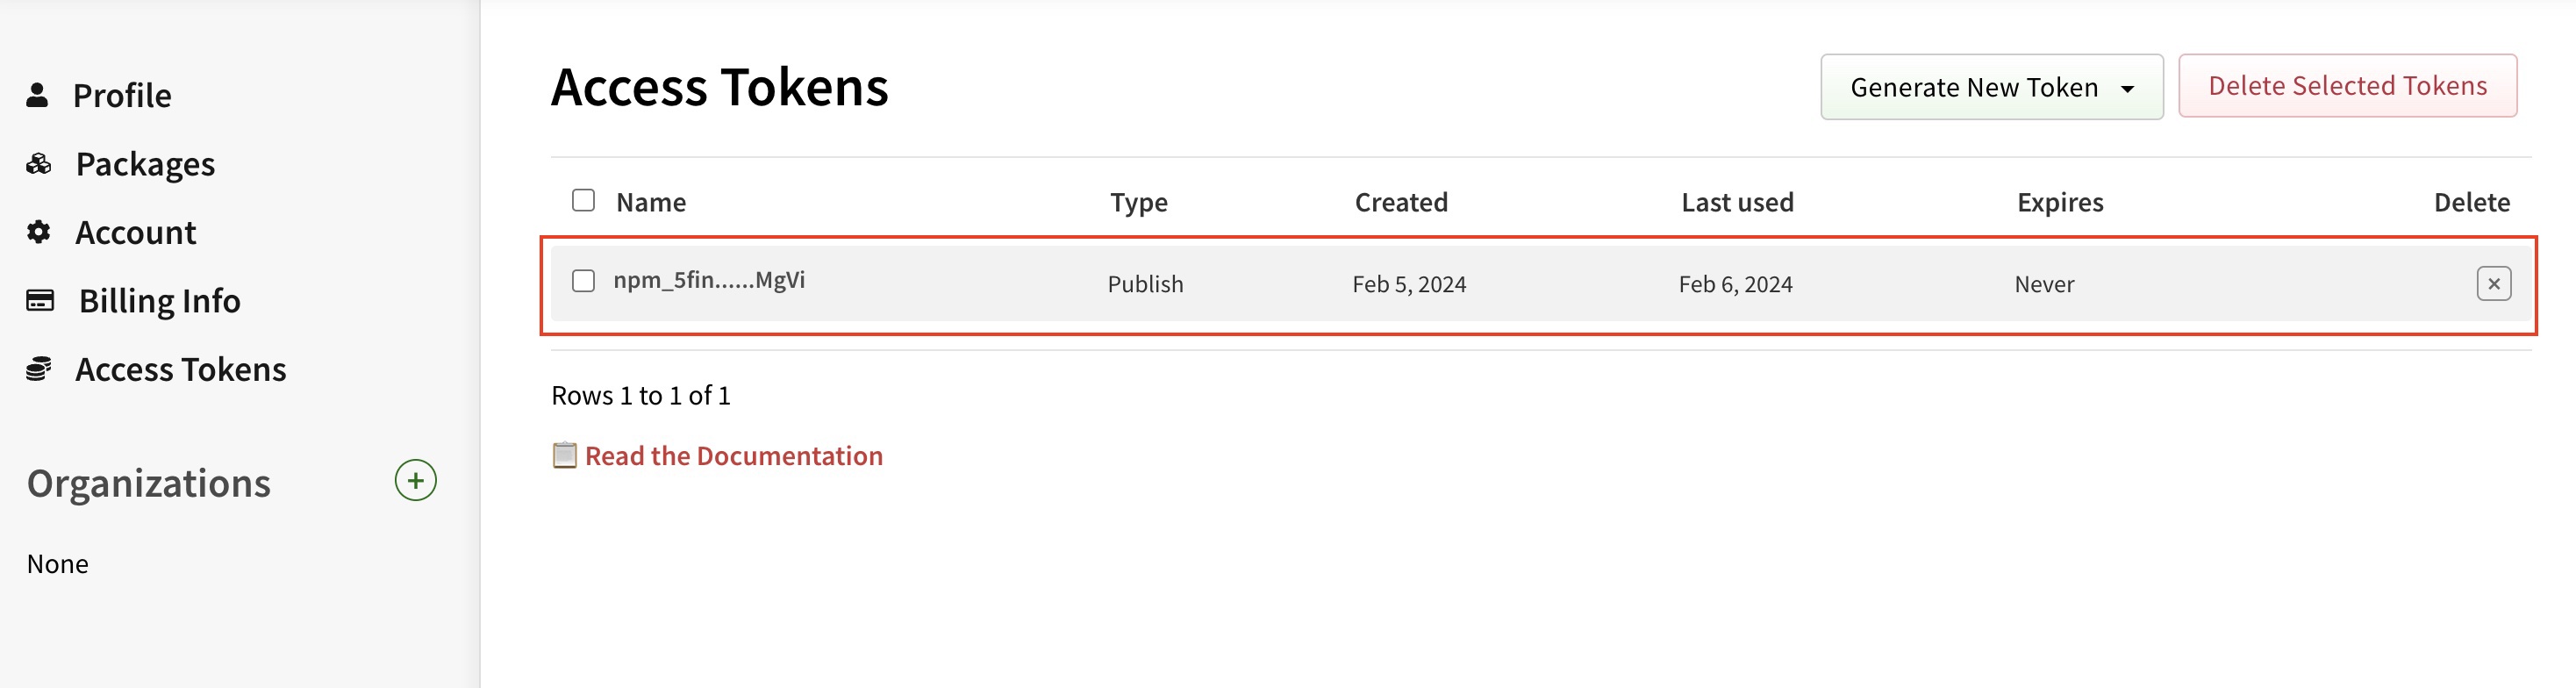 Profile
Packages
Account
Billing Info
Access Tokens
Organizations
None
Access Tokens
Generate New Token
Delete Selected Tokens
Name Type Created Last used Expires Delete
npm_5fin......MgVi Publish Feb 5, 2024 Feb 6, 2024 Never
Rows 1 to 1 of 1
Read the Documentation